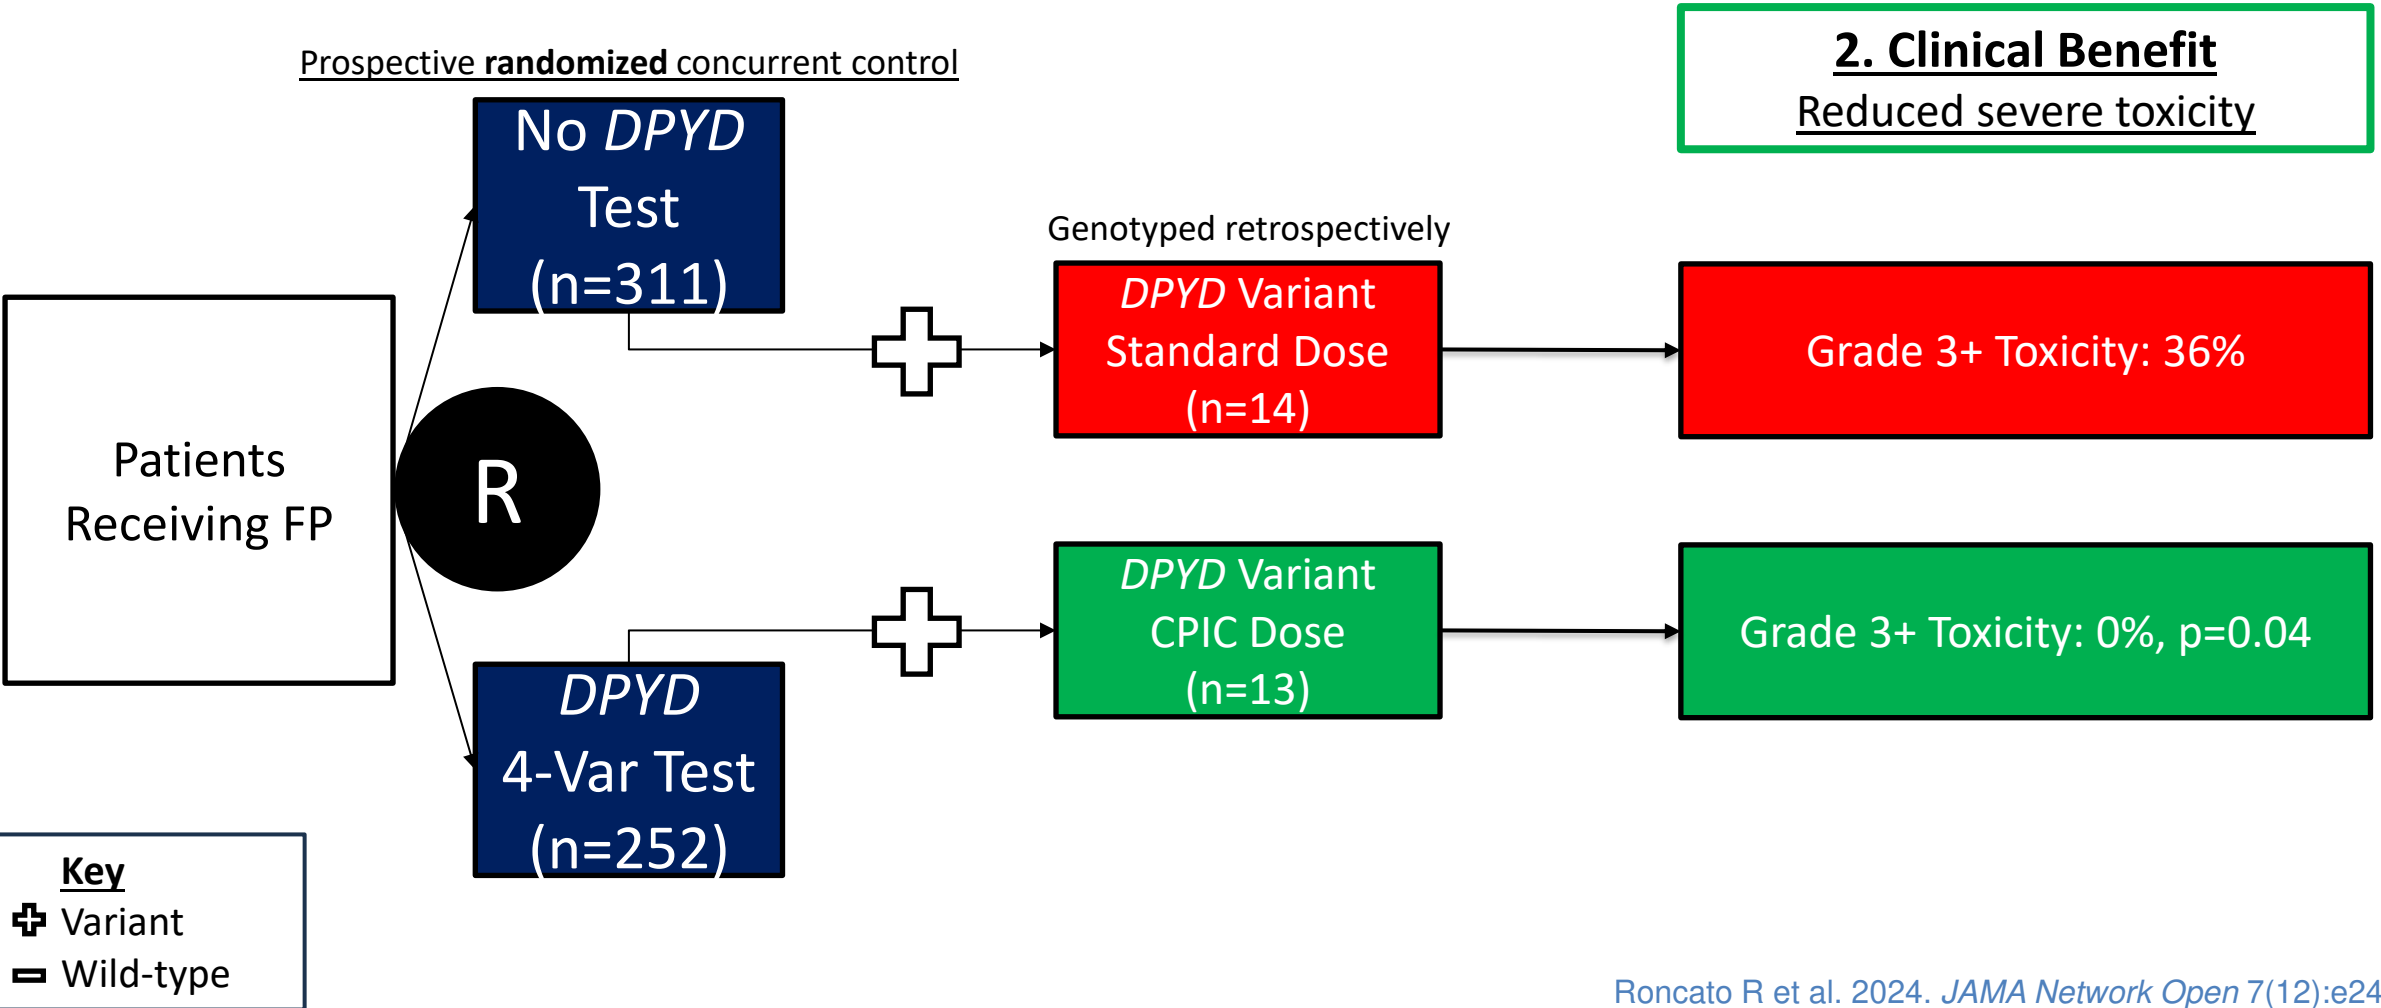 Prospective randomized concurrent control
2. Clinical Benefit
Reduced severe toxicity
No DPYD
Test
(n=311)
Genotyped retrospectively
DPYD Variant
Standard Dose
(n=14)
Grade 3+ Toxicity: 36%
Patients
Receiving FP
R
DPYD Variant
CPIC Dose
(n=13)
Grade 3+ Toxicity: 0%, p=0.04
DPYD
4-Var Test
(n=252)
Key
Variant
Wild-type
Roncato R et al. 2024. JAMA Network Open 7(12):e24